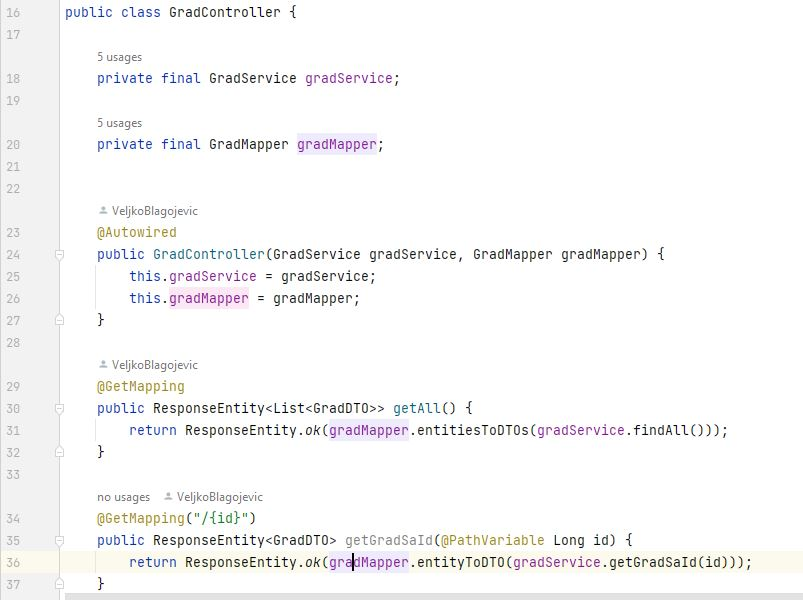 16 public class GradController {
17
5 usages
18 private final GradService gradService;
19
5 usages
20 private final GradMapper gradMapper;
21
22
VeljkoBlagojevic
23 @Autowired
24 public GradController(GradService gradService, GradMapper gradMapper) {
25 this.gradService = gradService;
26 this.gradMapper = gradMapper;
27 }
28
VeljkoBlagojevic
29 @GetMapping
30 public ResponseEntity<List<GradDTO>> getAll() {
31 return ResponseEntity.ok(gradMapper.entitiesToDTOs(gradService.findAll()));
32 }
33
no usages VeljkoBlagojevic
34 @GetMapping("/{id}")
35 public ResponseEntity<GradDTO> getGradSaId(@PathVariable Long id) {
36 return ResponseEntity.ok(gradMapper.entityToDTO(gradService.getGradSaId(id)));
37 }